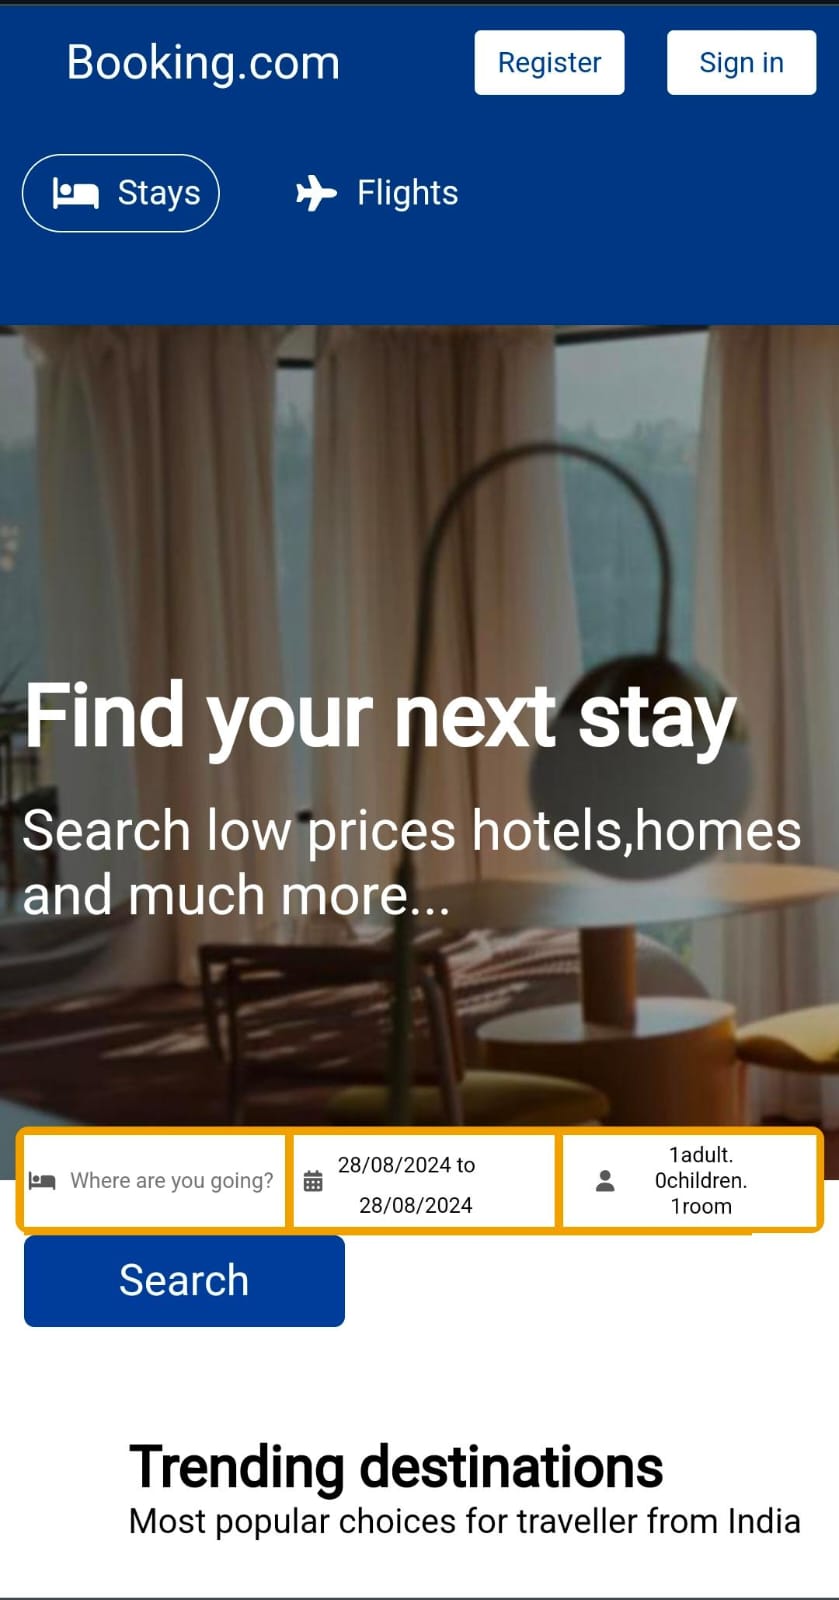 Booking.com
Register
Sign in
Stays
Flights
Find your next stay
Search low prices hotels,homes
and much more...
Where are you going?
28/08/2024 to
28/08/2024
1adult.
0children.
1room
Search
Trending destinations
Most popular choices for traveller from India